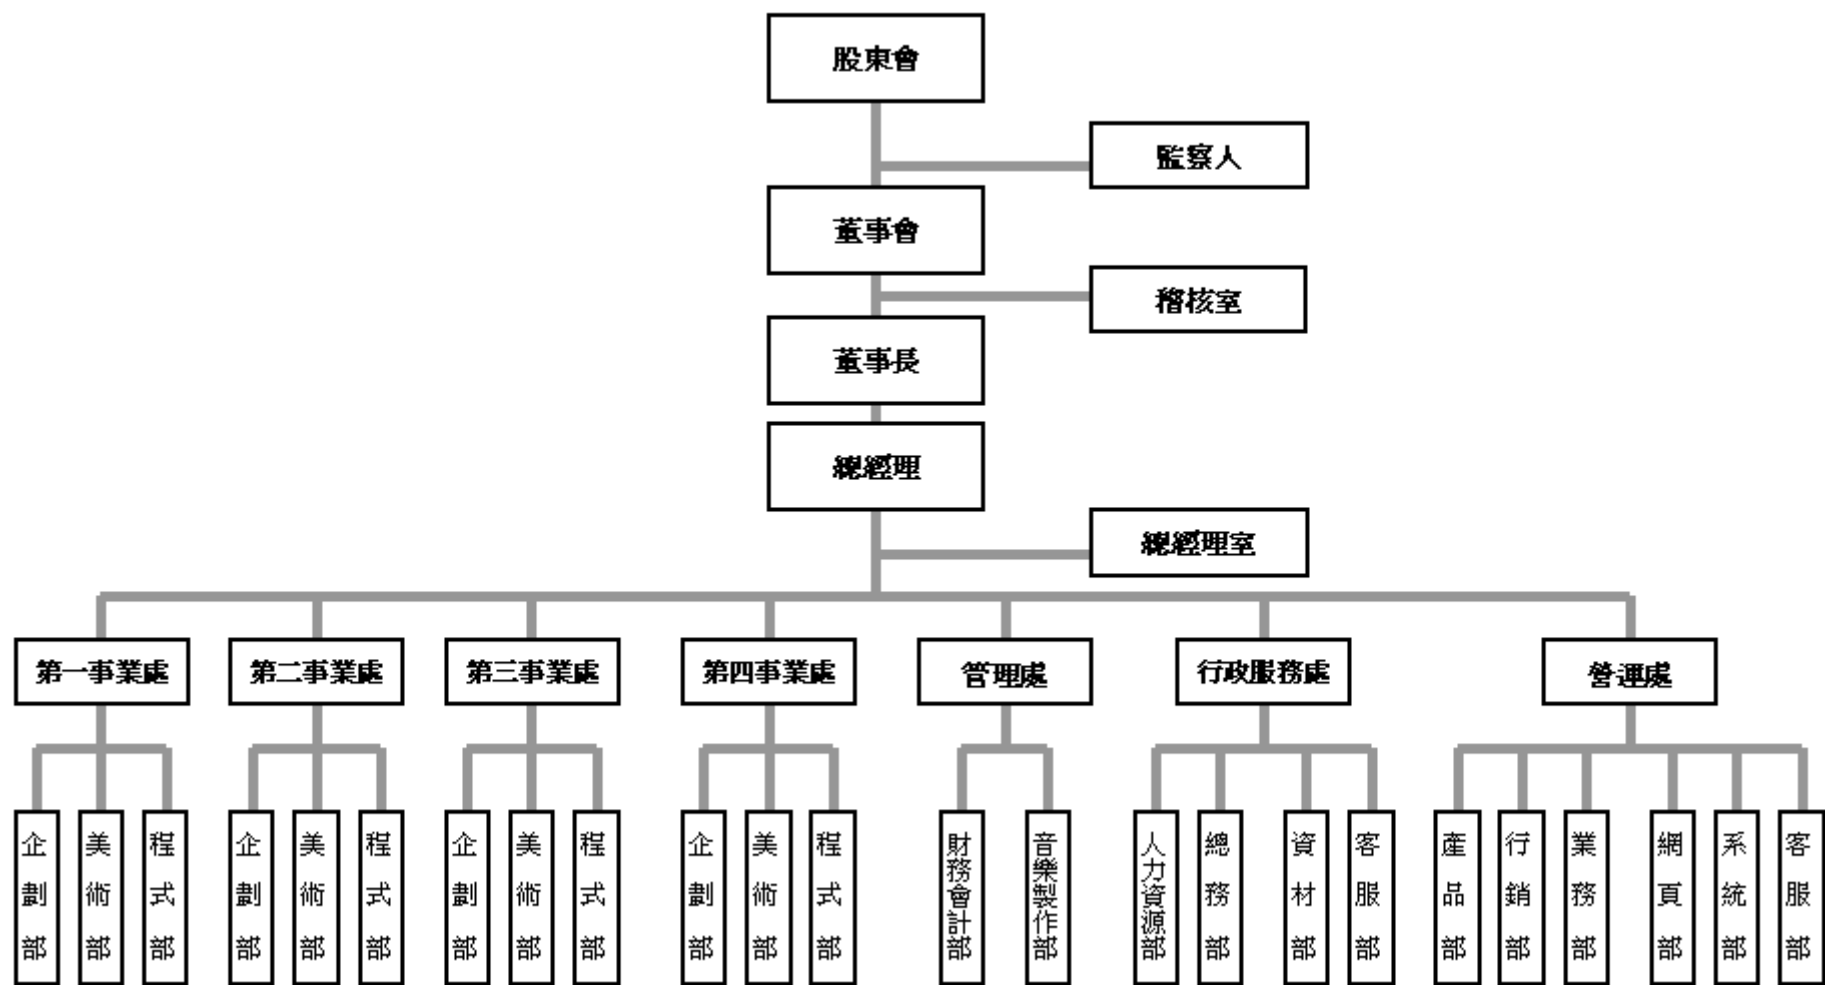 股東會
監察人
董事會
稽核室
董事長
總經理
總經理室
第一事業處
第二事業處
第三事業處
第四事業處
管理處
行政服務處
營運處
企劃部
美術部
程式部
企劃部
美術部
程式部
企劃部
美術部
程式部
企劃部
美術部
程式部
財務會計部
音樂製作部
人力資源部
總務部
資材部
客服部
產品部
行銷部
業務部
網頁部
系統部
客服部